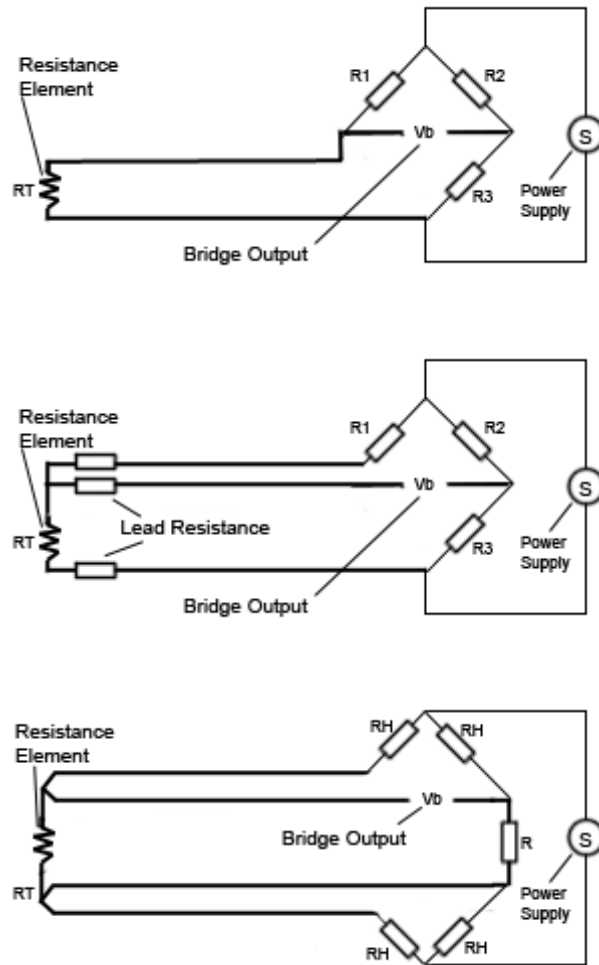 Resistance
Element
R1
R2
Vb
S
RT
R3
Power
Supply
Bridge Output
Resistance
Element
R1
R2
Vb
S
Lead Resistance
RT
R3
Power
Supply
Bridge Output
Resistance
Element
RH
RH
Vb
Bridge Output
R
S
RT
Power
Supply
RH
RH